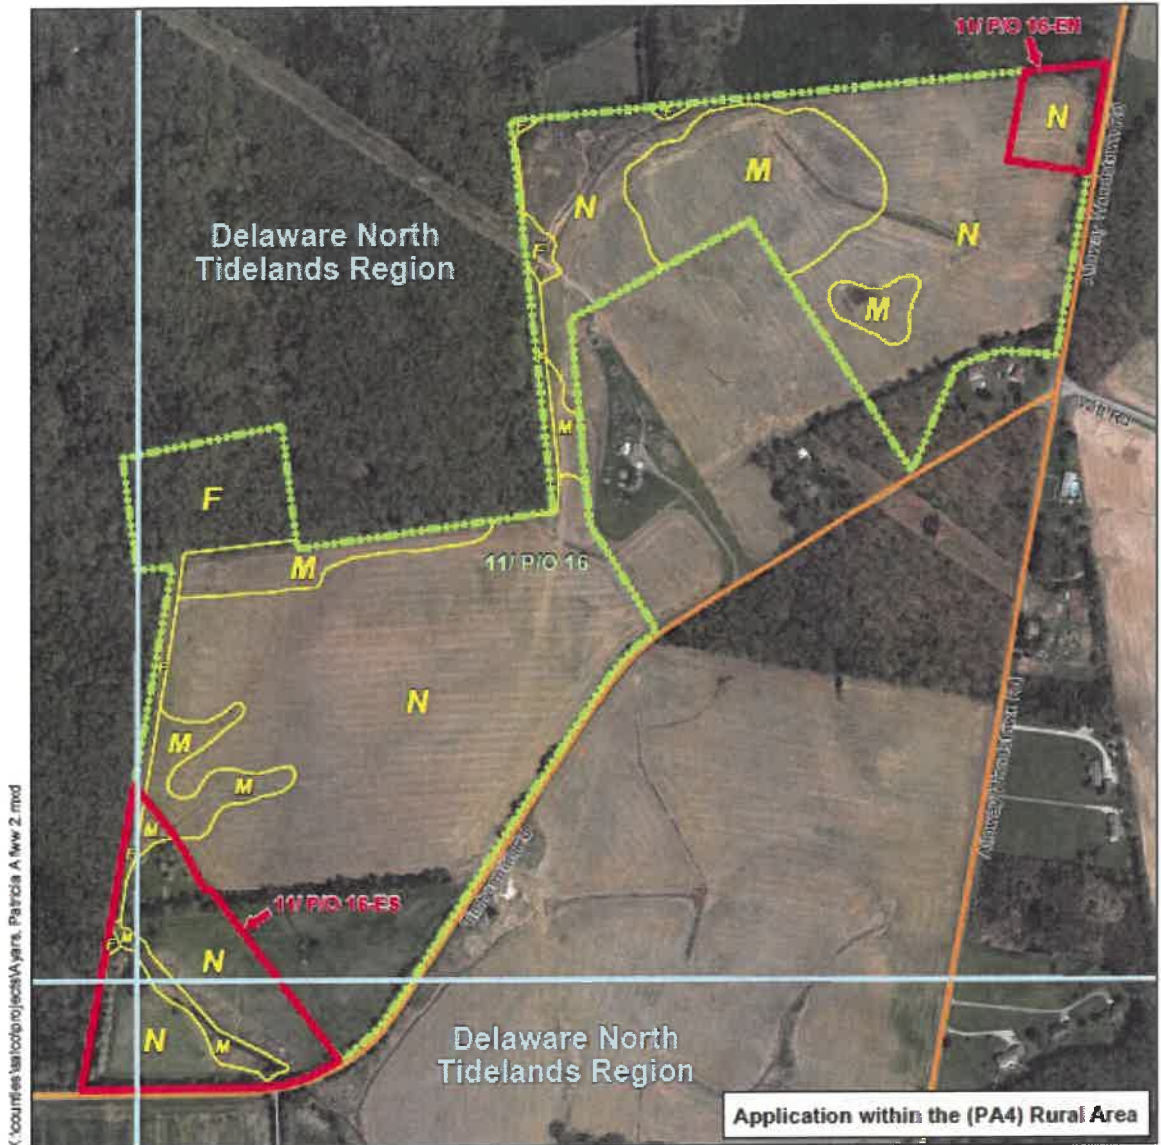 11/ P/O 16-EN
N
M
N
Delaware North
Tidelands Region
N
F
M
M
F
M
11/ P/O 16
N
M
M
M
11/ P/O 16-ES
M
N
N
M
Delaware North
Tidelands Region
Application within the (PA4) Rural Area